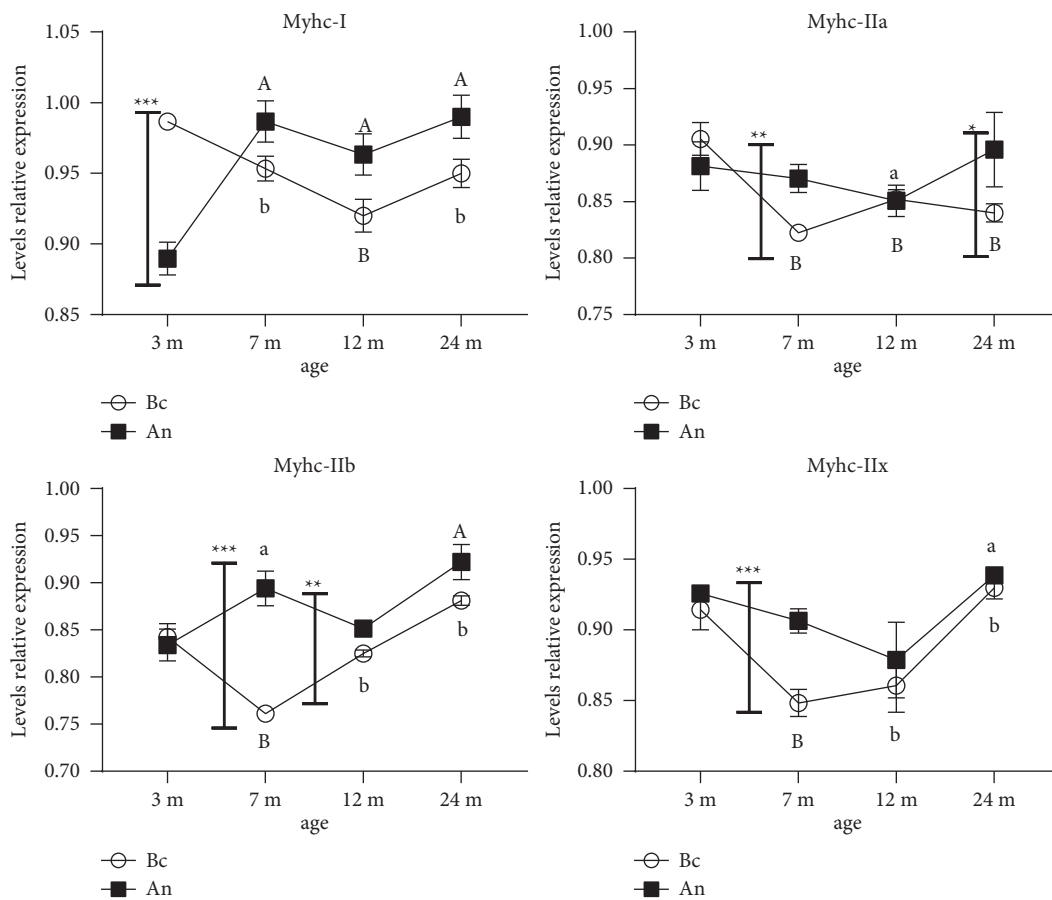 Myhc-I
Levels relative expression
1.05
1.00
0.95
0.90
0.85
***
A
A
A
b
B
b
3 m 7 m 12 m 24 m
age
Bc
An
Myhc-IIa
Levels relative expression
1.00
0.95
0.90
0.85
0.80
0.75
**
*
a
B
B
B
3 m 7 m 12 m 24 m
age
Bc
An
Myhc-IIb
Levels relative expression
1.00
0.95
0.90
0.85
0.80
0.75
0.70
***
a
**
A
B
b
b
3 m 7 m 12 m 24 m
age
Bc
An
Myhc-IIx
Levels relative expression
1.00
0.95
0.90
0.85
0.80
***
a
B
b
b
3 m 7 m 12 m 24 m
age
Bc
An